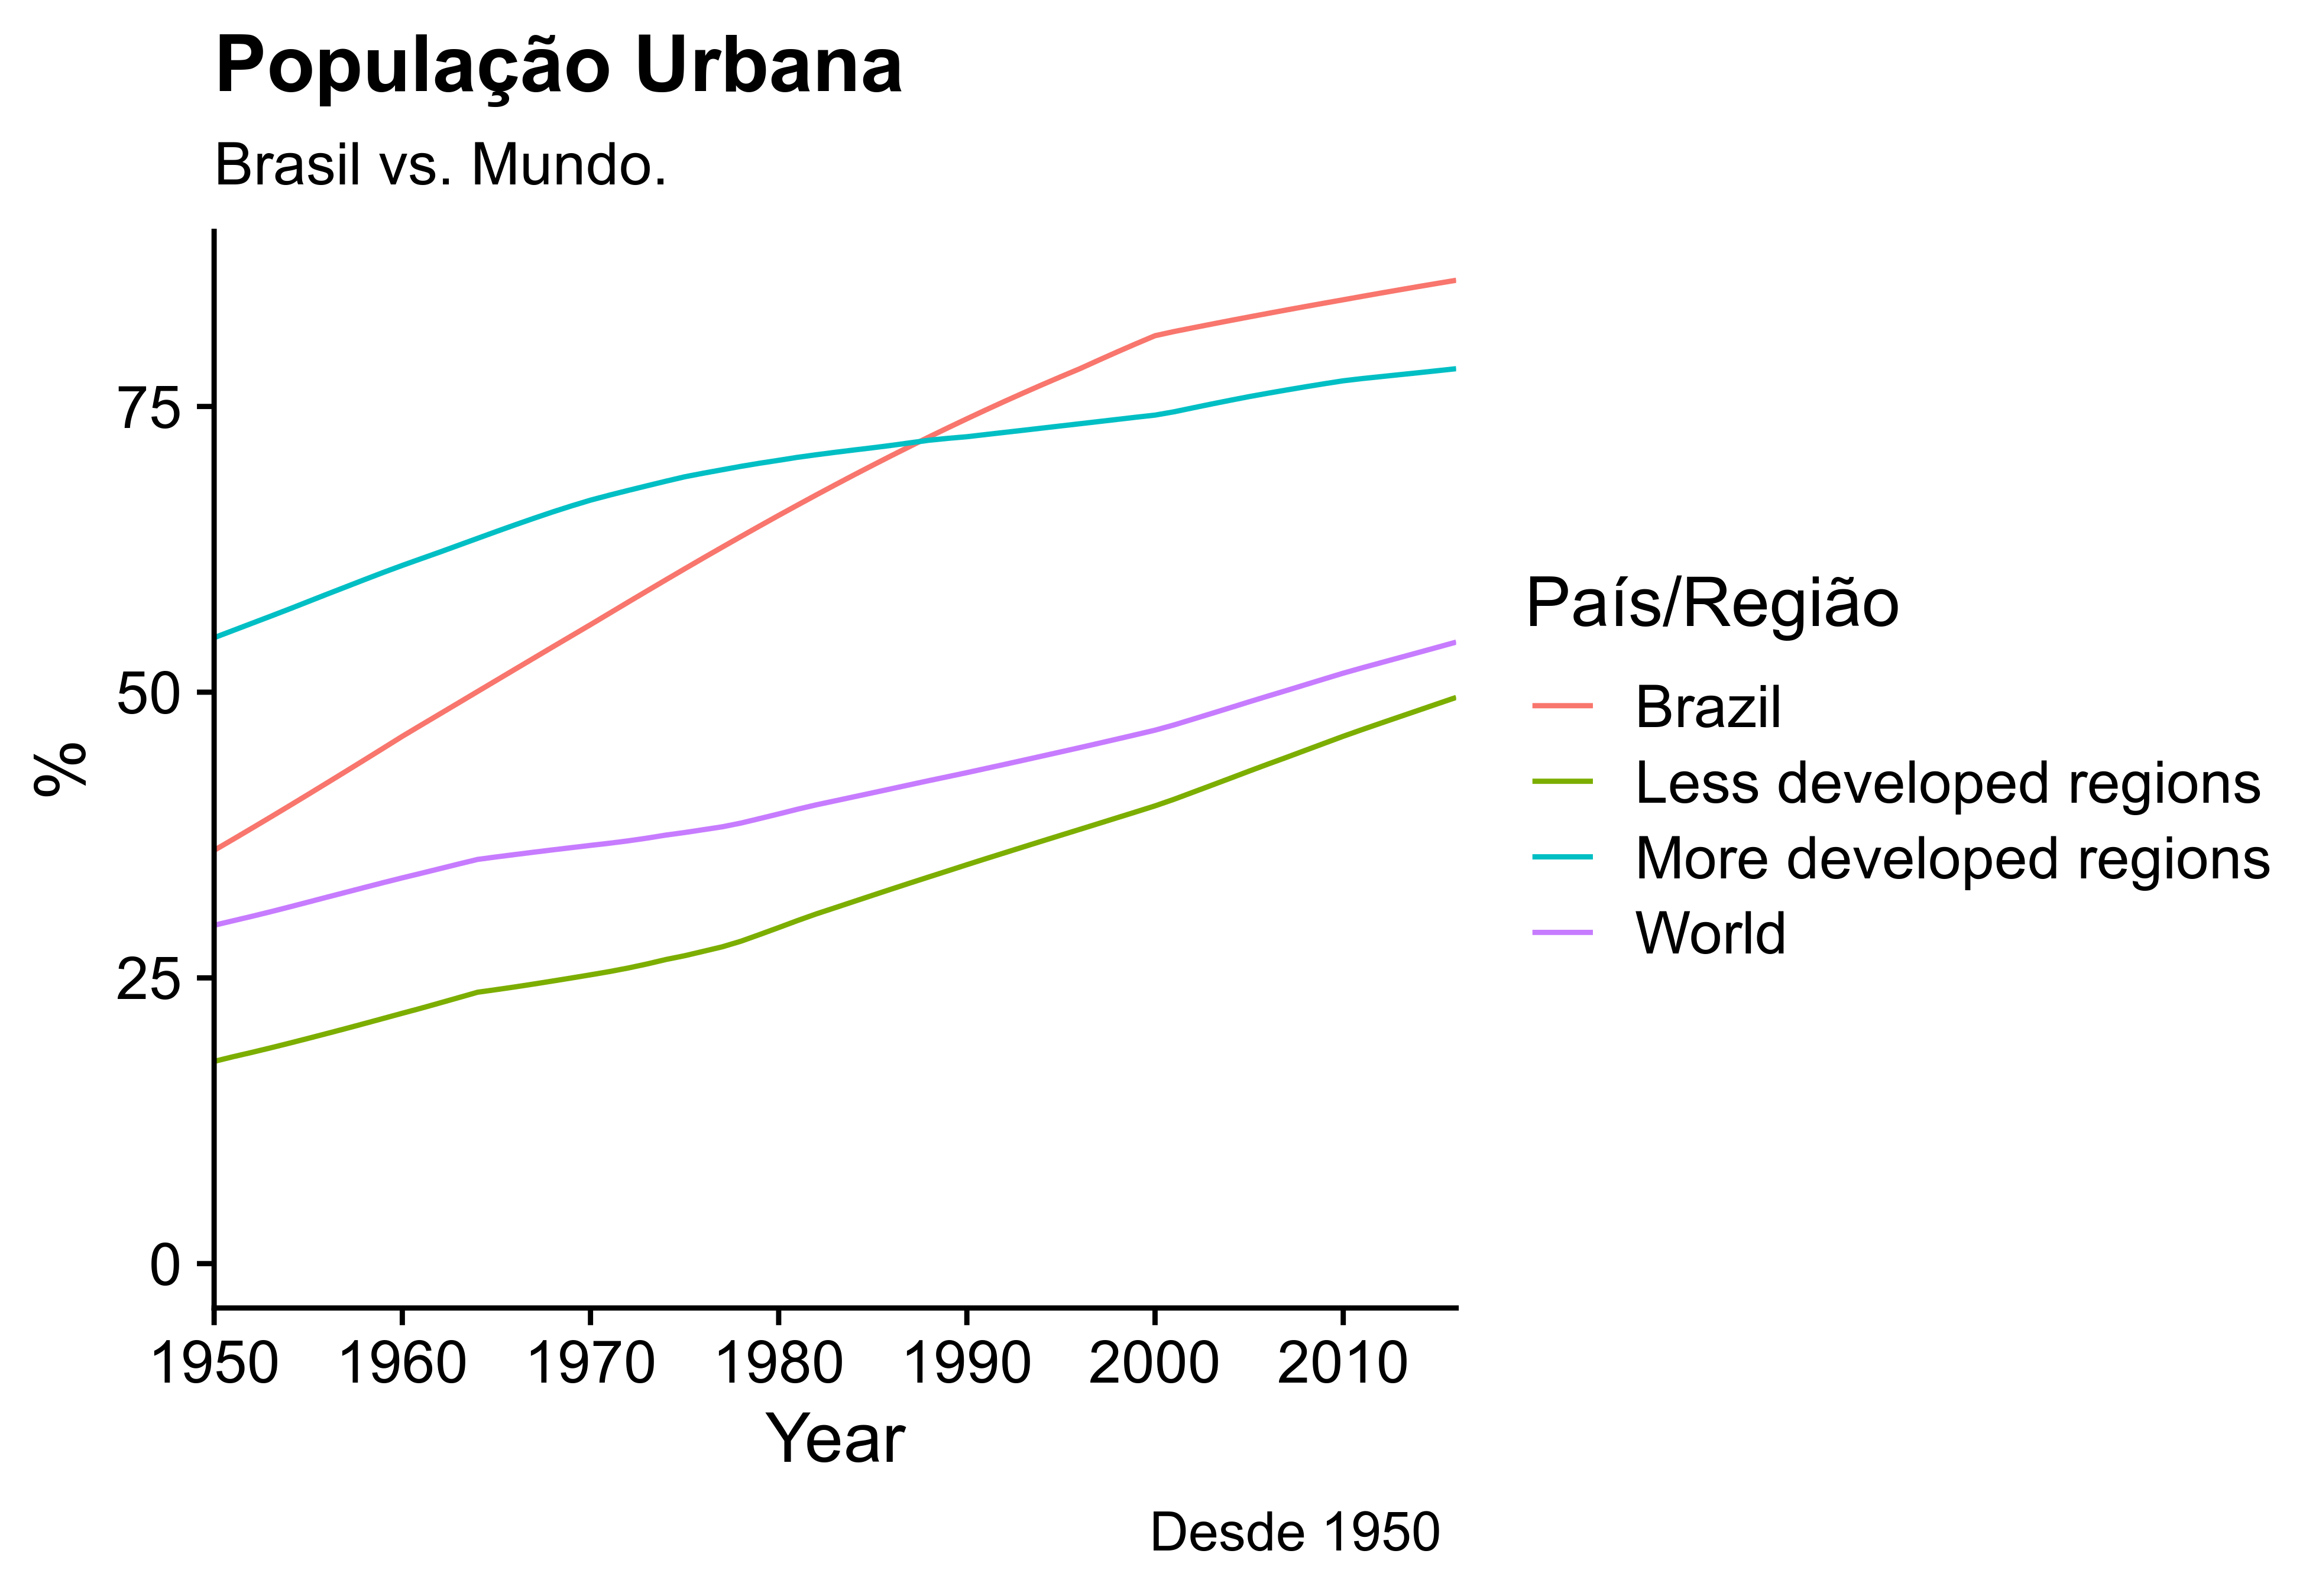 População Urbana
Brasil vs. Mundo.
75
50
25
0
%
1950 1960 1970 1980 1990 2000 2010
Year
País/Região
Brazil
Less developed regions
More developed regions
World
Desde 1950